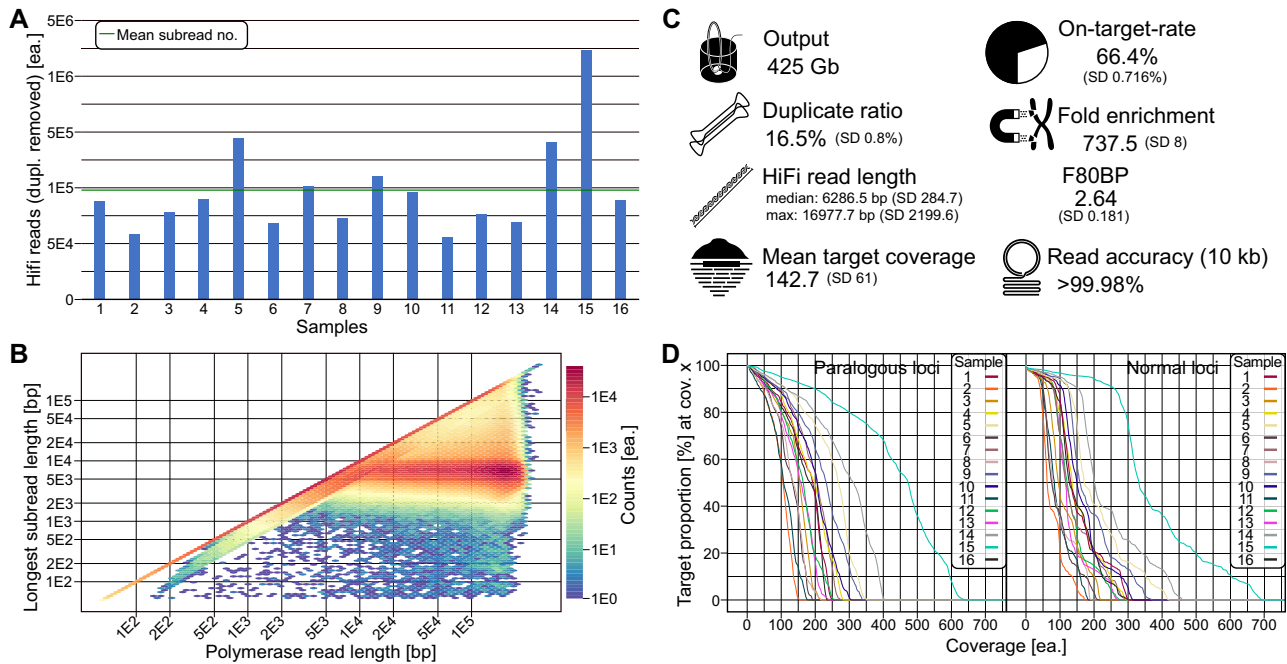 A
5E6
1E6
5E5
1E5
5E4
0
Hifi reads (dupl. removed) [ea.]
Mean subread no.
1 2 3 4 5 6 7 8 9 10 11 12 13 14 15 16
Samples
B
5E4
2E4
1E4
5E3
2E3
1E3
5E2
2E2
1E2
Longest subread length [bp]
1E2 2E2 5E2 1E3 2E3 5E3 1E4 2E4 5E4 1E5
Polymerase read length [bp]
1E4
1E3
1E2
1E1
1E0
Counts [ea.]
C
Output
425 Gb
On-target-rate
66.4%
(SD 0.716%)
Duplicate ratio
16.5% (SD 0.8%)
Fold enrichment
737.5 (SD 8)
HiFi read length
median: 6286.5 bp (SD 284.7)
max: 16977.7 bp (SD 2199.6)
F80BP
2.64
(SD 0.181)
Mean target coverage
142.7 (SD 61)
Read accuracy (10 kb)
>99.98%
D
100
80
60
40
20
0
Target proportion [%] at cov. x
Paralogous loci
Sample
1
2
3
4
5
6
7
8
9
10
11
12
13
14
15
16
0 100 200 300 400 500 600 700
Normal loci
Sample
1
2
3
4
5
6
7
8
9
10
11
12
13
14
15
16
0 100 200 300 400 500 600 700
Coverage [ea.]